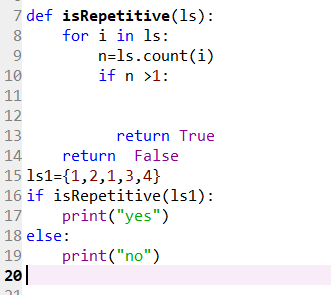 7 def isRepetitive(ls):
8     for i in ls:
9         n=ls.count(i)
10         if n >1:
11
12
13           return True
14     return  False
15 ls1={1,2,1,3,4}
16 if isRepetitive(ls1):
17     print("yes")
18 else:
19     print("no")
20